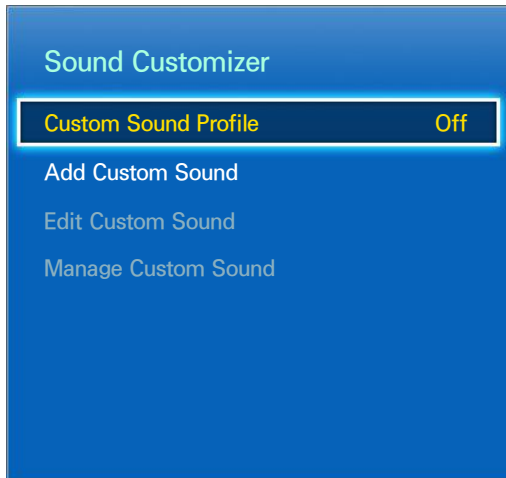 Sound Customizer
Custom Sound Profile Off
Add Custom Sound
Edit Custom Sound
Manage Custom Sound